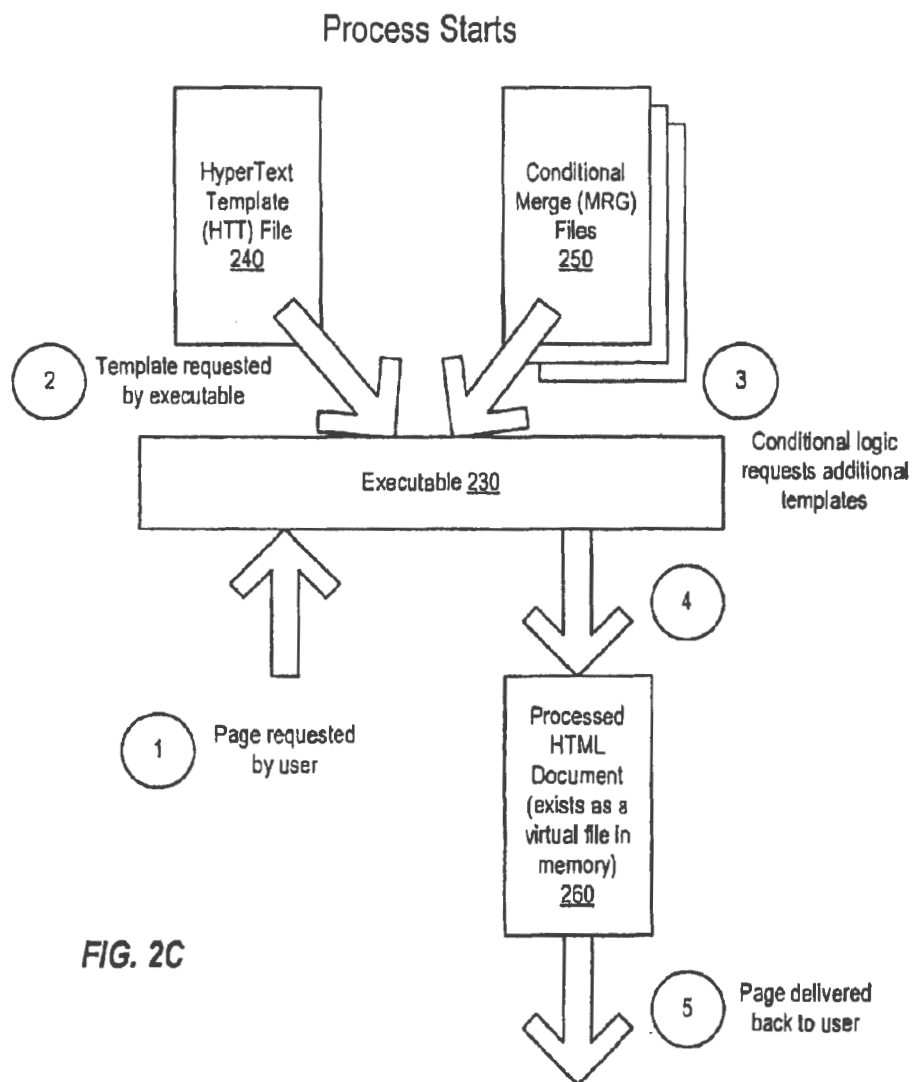 Process Starts
HyperText
Template
(HTT) File
240
Conditional
Merge (MRG)
Files
250
2
Template requested
by executable
3
Conditional logic
requests additional
templates
Executable 230
4
1
Page requested
by user
Processed
HTML
Document
(exists as a
virtual file in
memory)
260
FIG. 2C
5
Page delivered
back to user